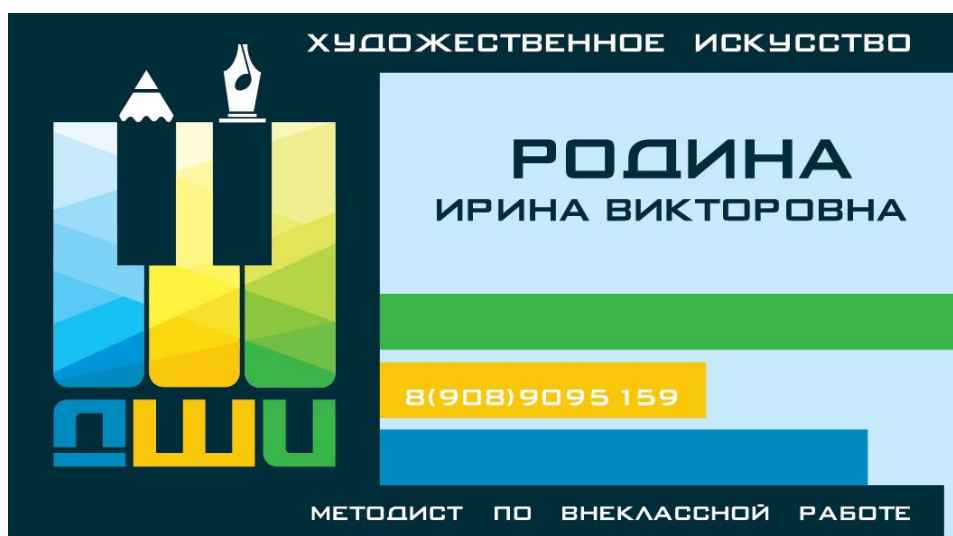 ХУДОЖЕСТВЕННОЕ ИСКУССТВО
РОДИНА
ИРИНА ВИКТОРОВНА
8(908)9095 159
ДШИ
МЕТОДИСТ ПО ВНЕКЛАССНОЙ РАБОТЕ